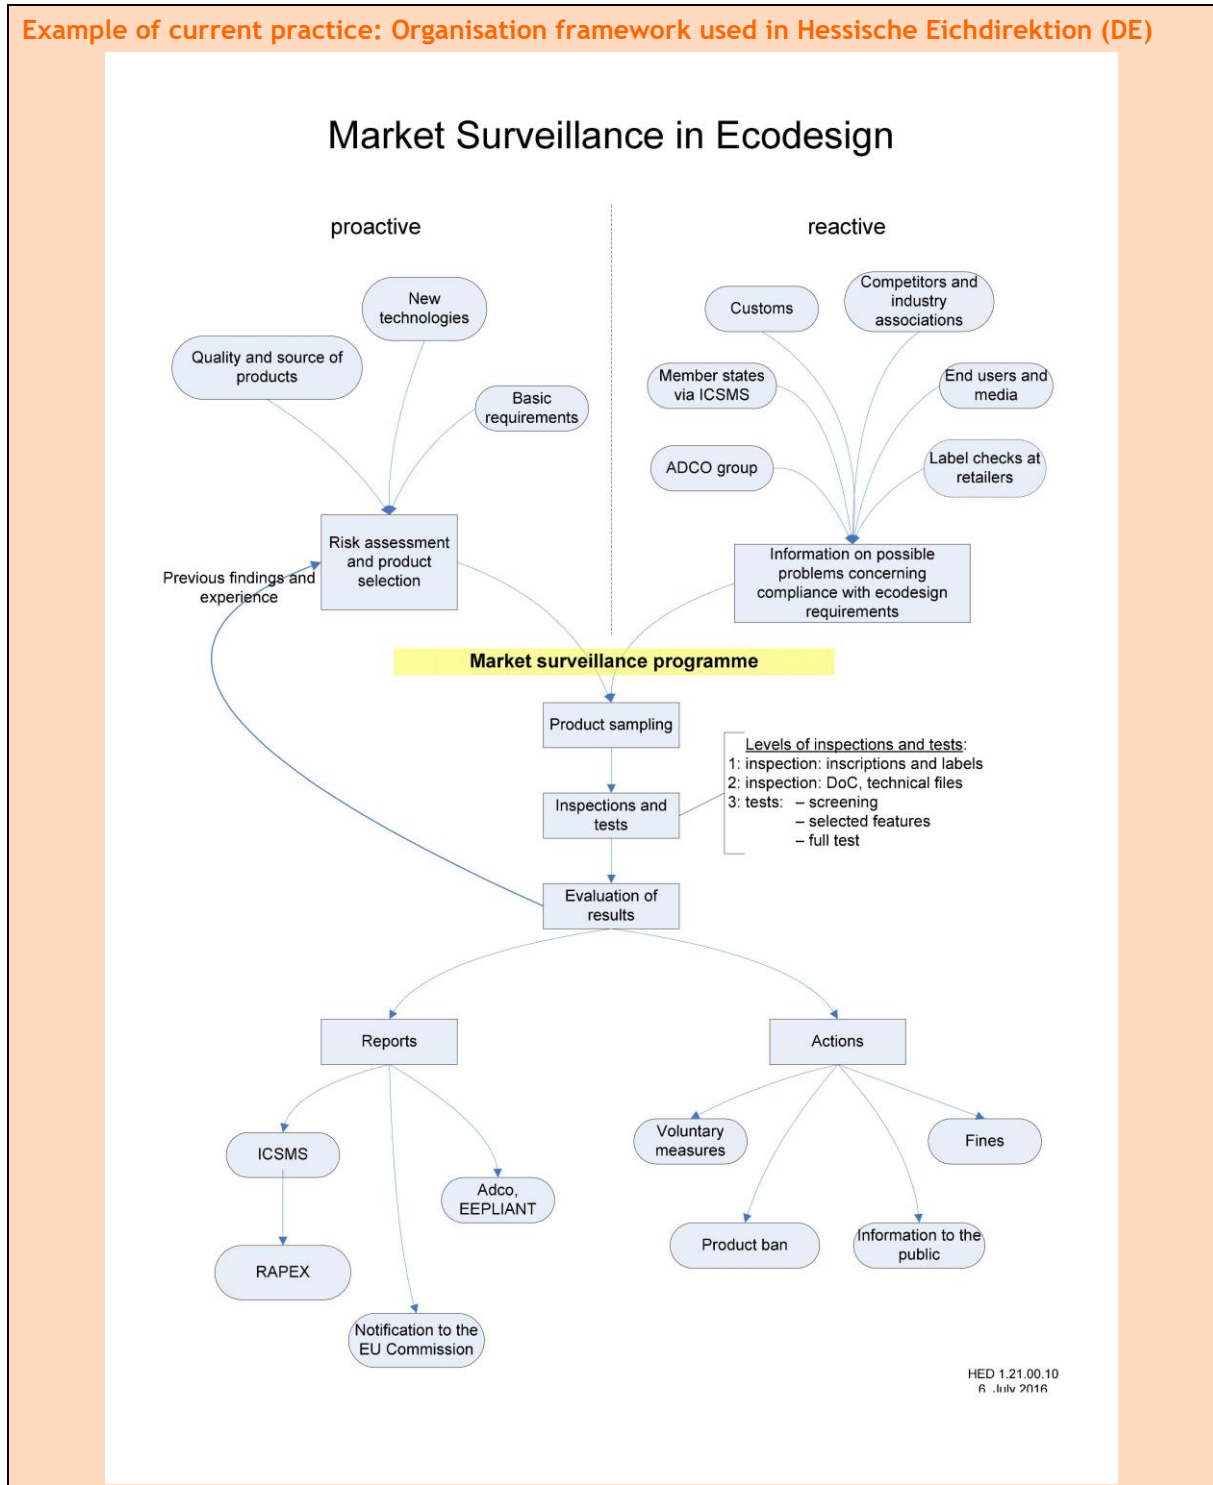 Example of current practice: Organisation framework used in Hessische Eichdirektion (DE)
Market Surveillance in Ecodesign
proactive
reactive
New
technologies
Quality and source of
products
Basic
requirements
Customs
Competitors and
industry
associations
Member states
via ICSMS
End users and
media
ADCO group
Label checks at
retailers
Risk assessment
and product
selection
Previous findings and
experience
Information on possible
problems concerning
compliance with ecodesign
requirements
Market surveillance programme
Product sampling
Inspections and
tests
Levels of inspections and tests:
1: inspection: inscriptions and labels
2: inspection: DoC, technical files
3: tests: – screening
– selected features
– full test
Evaluation of
results
Reports
Actions
ICSMS
RAPEX
Adco,
EEPLIANT
Notification to the
EU Commission
Voluntary
measures
Product ban
Information to the
public
Fines
HED 1.21.00.10
6. July 2016